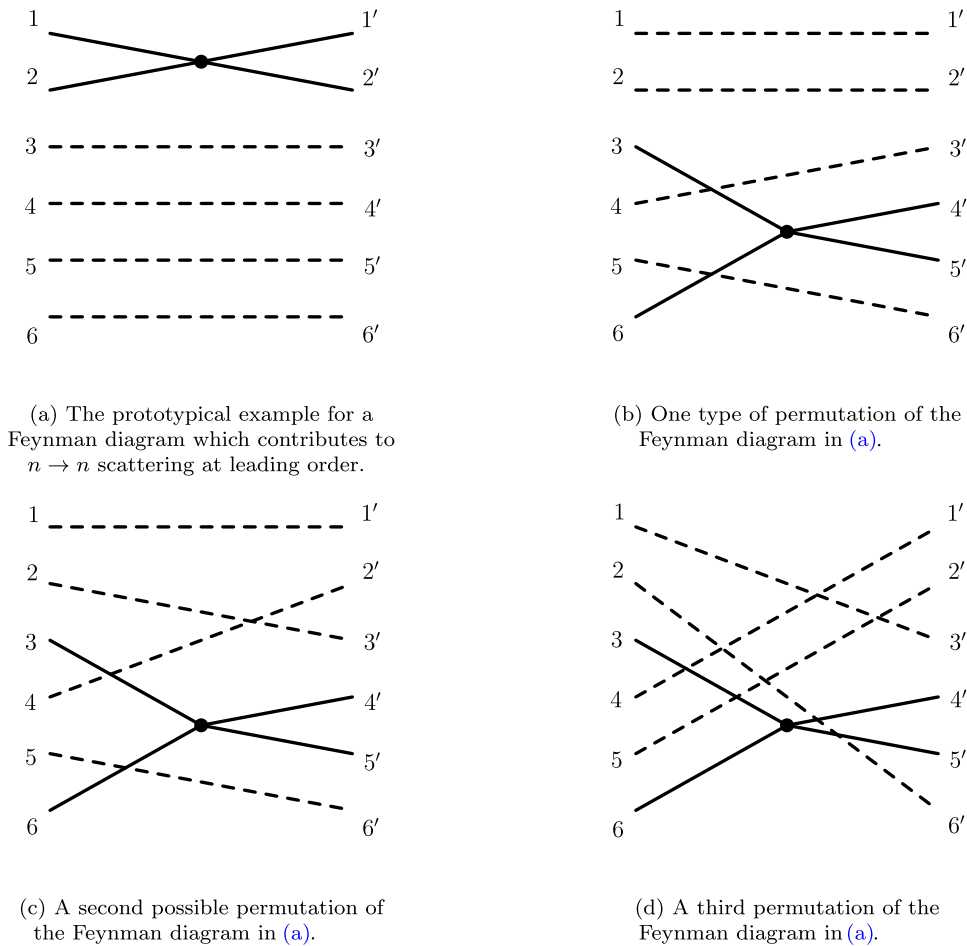 1 1′
2 2′
3 3′
4 4′
5 5′
6 6′
(a) The prototypical example for a
Feynman diagram which contributes to
n → n scattering at leading order.
1 1′
2 2′
3 3′
4 4′
5 5′
6 6′
(b) One type of permutation of the
Feynman diagram in (a).
1 1′
2 2′
3 3′
4 4′
5 5′
6 6′
(c) A second possible permutation of
the Feynman diagram in (a).
1 1′
2 2′
3 3′
4 4′
5 5′
6 6′
(d) A third permutation of the
Feynman diagram in (a).